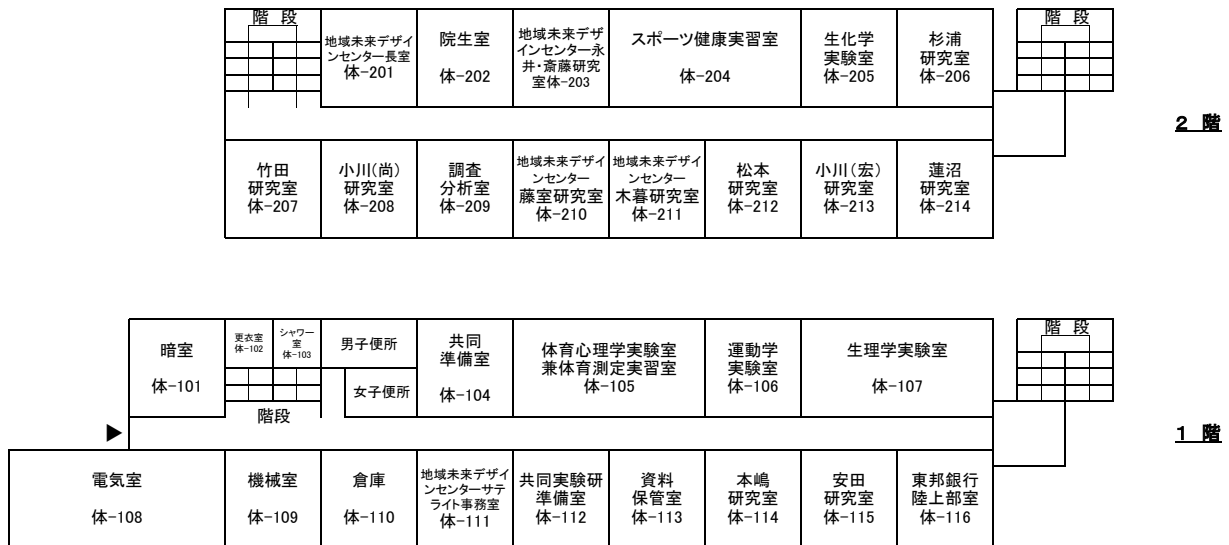 階 段
地域未来デザイ
ンセンター長室
体-201
院生室
体-202
地域未来デザ
インセンター永
井・斎藤研究
室体-203
スポーツ健康実習室
体-204
生化学
実験室
体-205
杉浦
研究室
体-206
階 段
2 階
竹田
研究室
体-207
小川(尚)
研究室
体-208
調査
分析室
体-209
地域未来デザイ
ンセンター
藤室研究室
体-210
地域未来デザイ
ンセンター
木暮研究室
体-211
松本
研究室
体-212
小川(宏)
研究室
体-213
蓮沼
研究室
体-214
暗室
体-101
更衣室
体-102
シャワー
室
体-103
男子便所
女子便所
階段
共同
準備室
体-104
体育心理学実験室
兼体育測定実習室
体-105
運動学
実験室
体-106
生理学実験室
体-107
階 段
▶
1 階
電気室
体-108
機械室
体-109
倉庫
体-110
地域未来デザイ
ンセンターサテ
ライト事務室
体-111
共同実験研
準備室
体-112
資料
保管室
体-113
本嶋
研究室
体-114
安田
研究室
体-115
東邦銀行
陸上部室
体-116